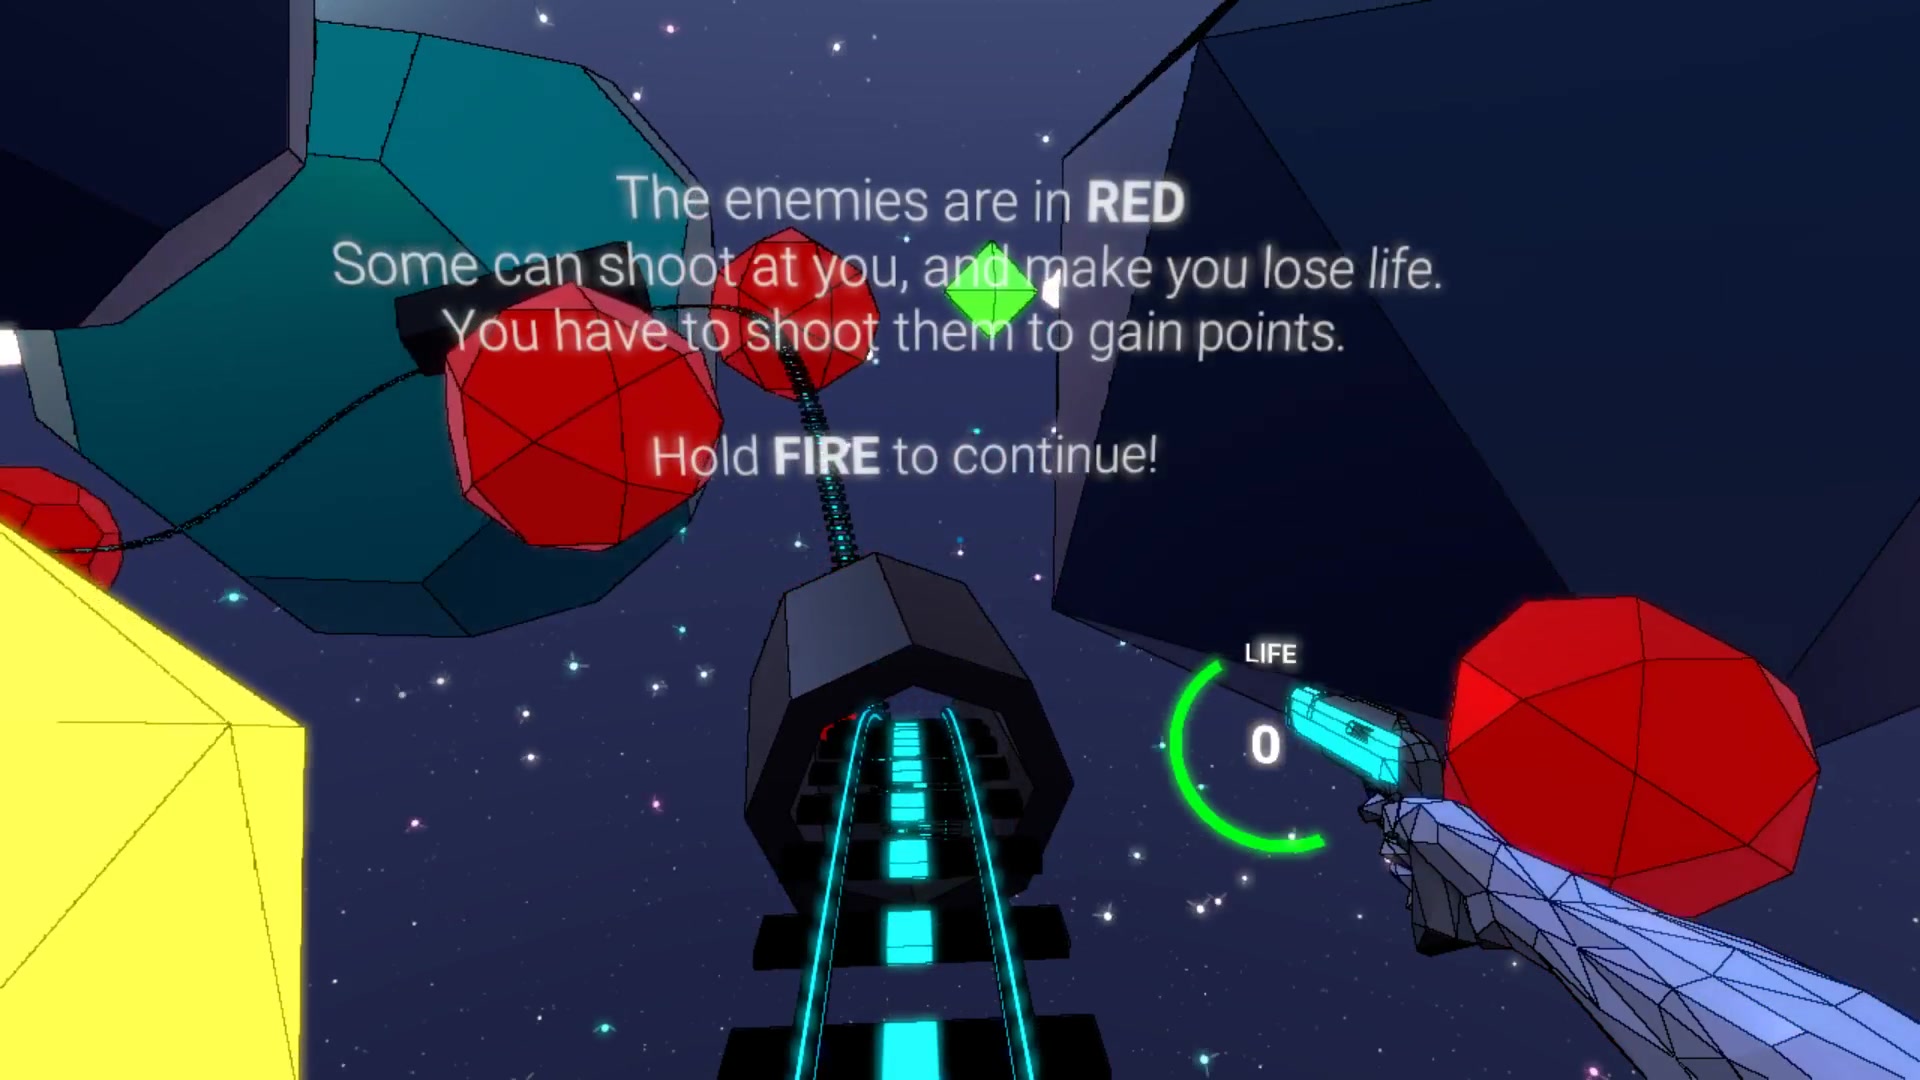 The enemies are in RED
Some can shoot at you, and make you lose life.
You have to shoot them to gain points.
Hold FIRE to continue!
LIFE
0